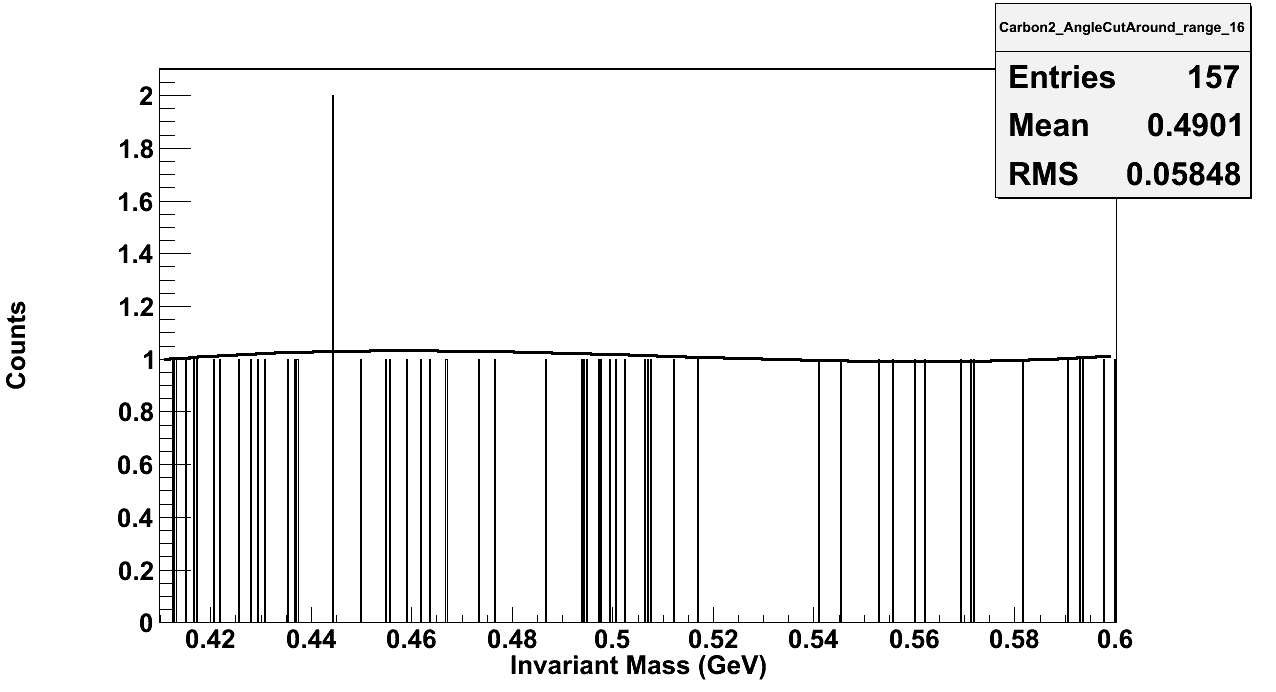 Carbon2_AngleCutAround_range_16
Entries 157
Mean 0.4901
RMS 0.05848
Counts
2
1.8
1.6
1.4
1.2
1
0.8
0.6
0.4
0.2
0
0.42 0.44 0.46 0.48 0.5 0.52 0.54 0.56 0.58 0.6
Invariant Mass (GeV)